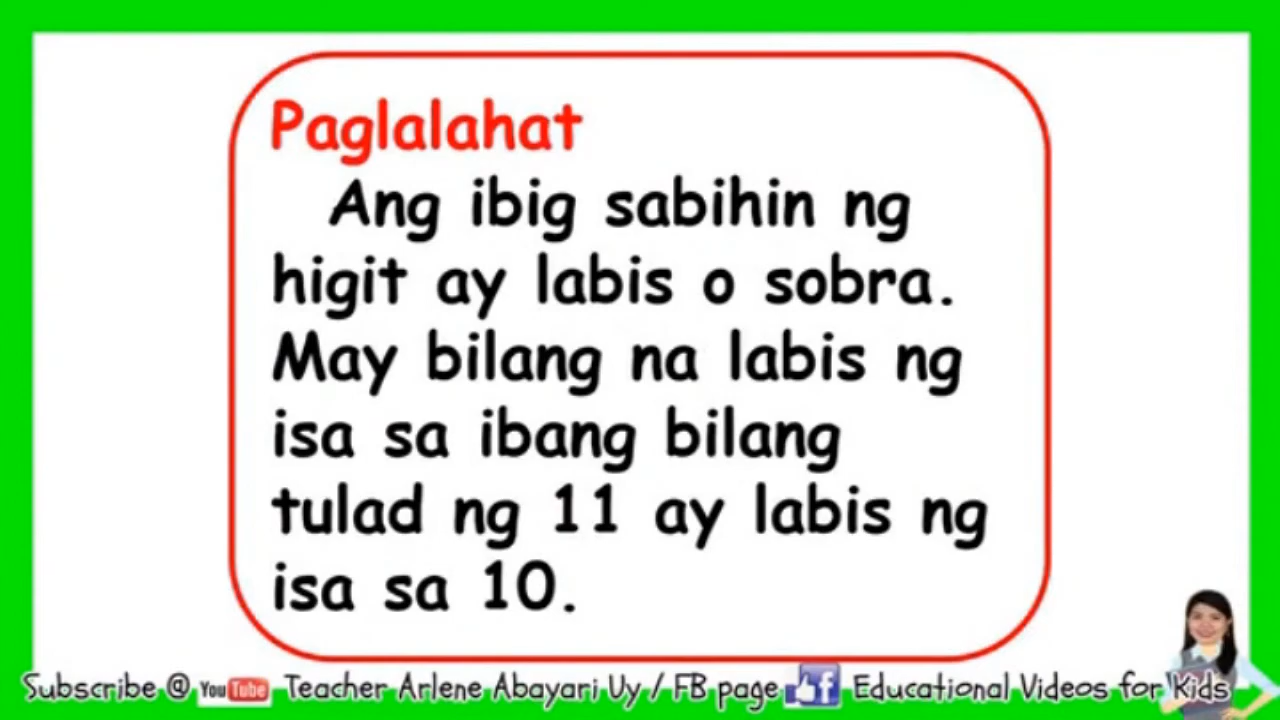 Paglalahat
Ang ibig sabihin ng
higit ay labis o sobra.
May bilang na labis ng
isa sa ibang bilang
tulad ng 11 ay labis ng
isa sa 10.
Subscribe @ YouTube Teacher Arlene Abayari Uy / FB page f Educational Videos for Kids